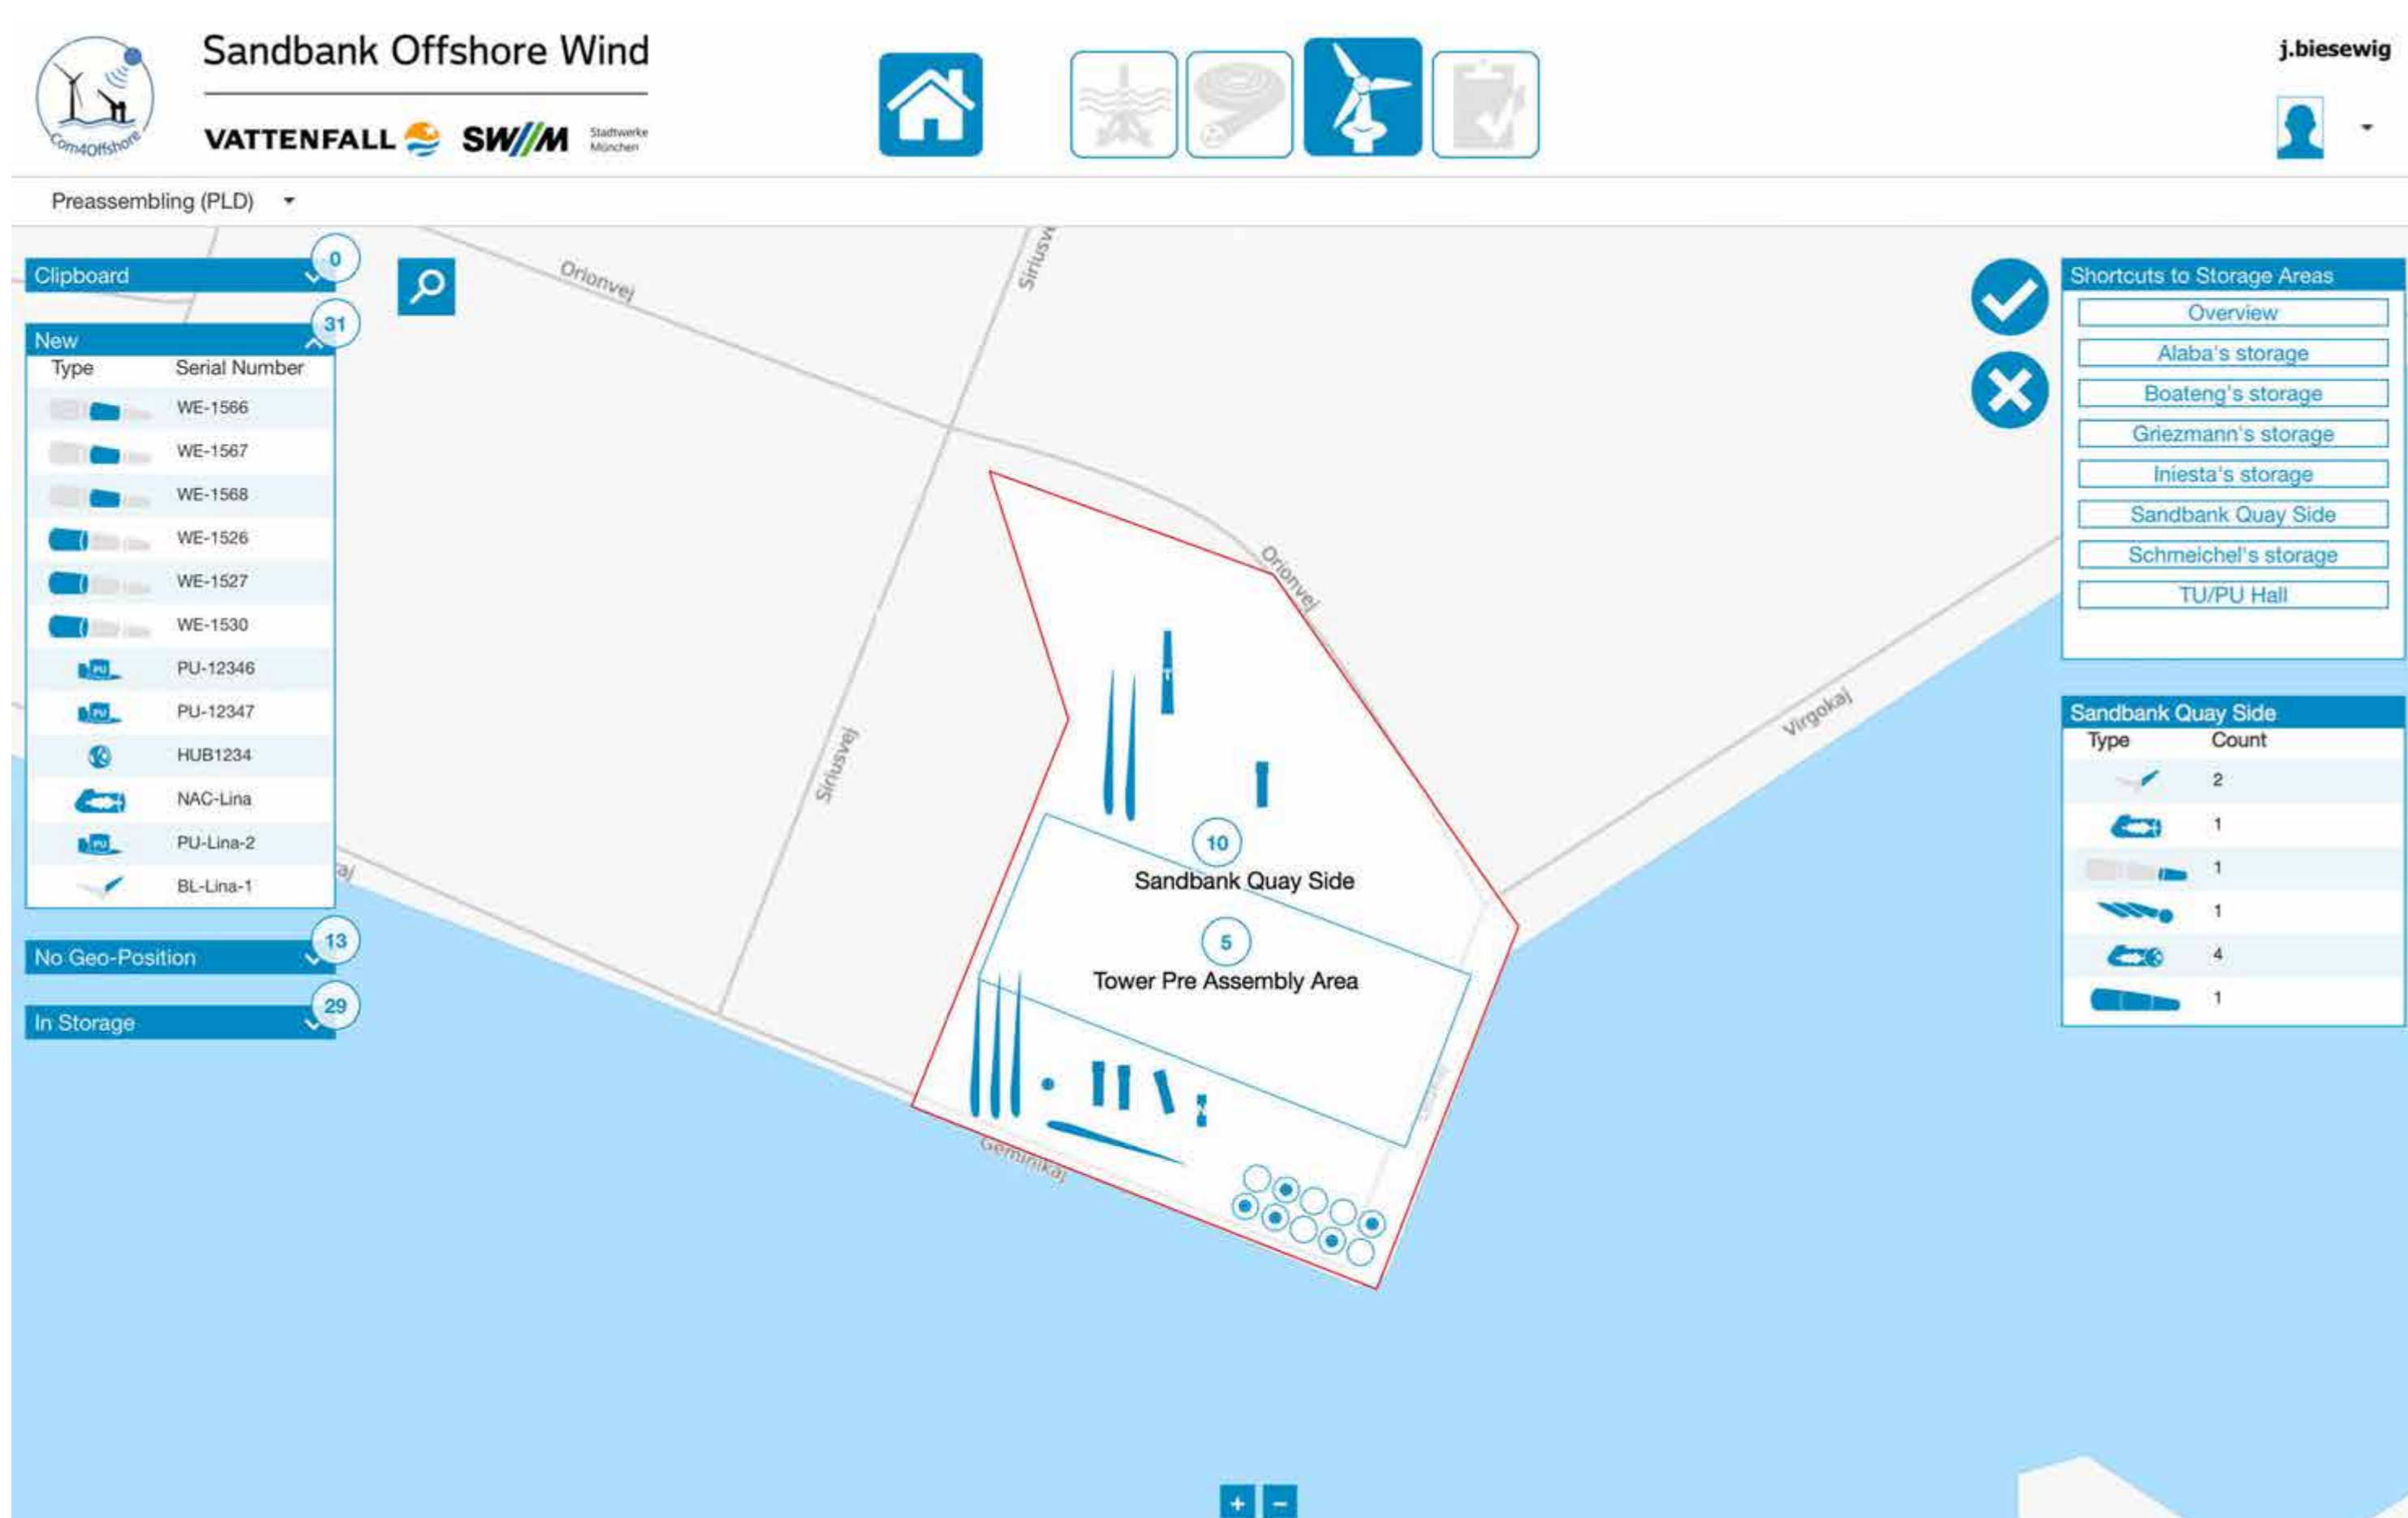 Sandbank Offshore Wind
j.biesewig
Com4Offshore
VATTENFALL SW//M Stadtwerke
München
Preassembling (PLD)
Clipboard 0
New 31
Type Serial Number
WE-1566
WE-1567
WE-1568
WE-1526
WE-1527
WE-1530
PU PU-12346
PU PU-12347
HUB1234
NAC-Lina
PU PU-Lina-2
BL-Lina-1
No Geo-Position 13
In Storage 29
Orionvej
Siriusvej
Orionvej
Siriusvej
Virgokaj
T
10
Sandbank Quay Side
5
Tower Pre Assembly Area
N
Geminikaj
+ −
Shortcuts to Storage Areas
Overview
Alaba's storage
Boateng's storage
Griezmann's storage
Iniesta's storage
Sandbank Quay Side
Schmeichel's storage
TU/PU Hall
Sandbank Quay Side
Type Count
2
1
1
1
4
1